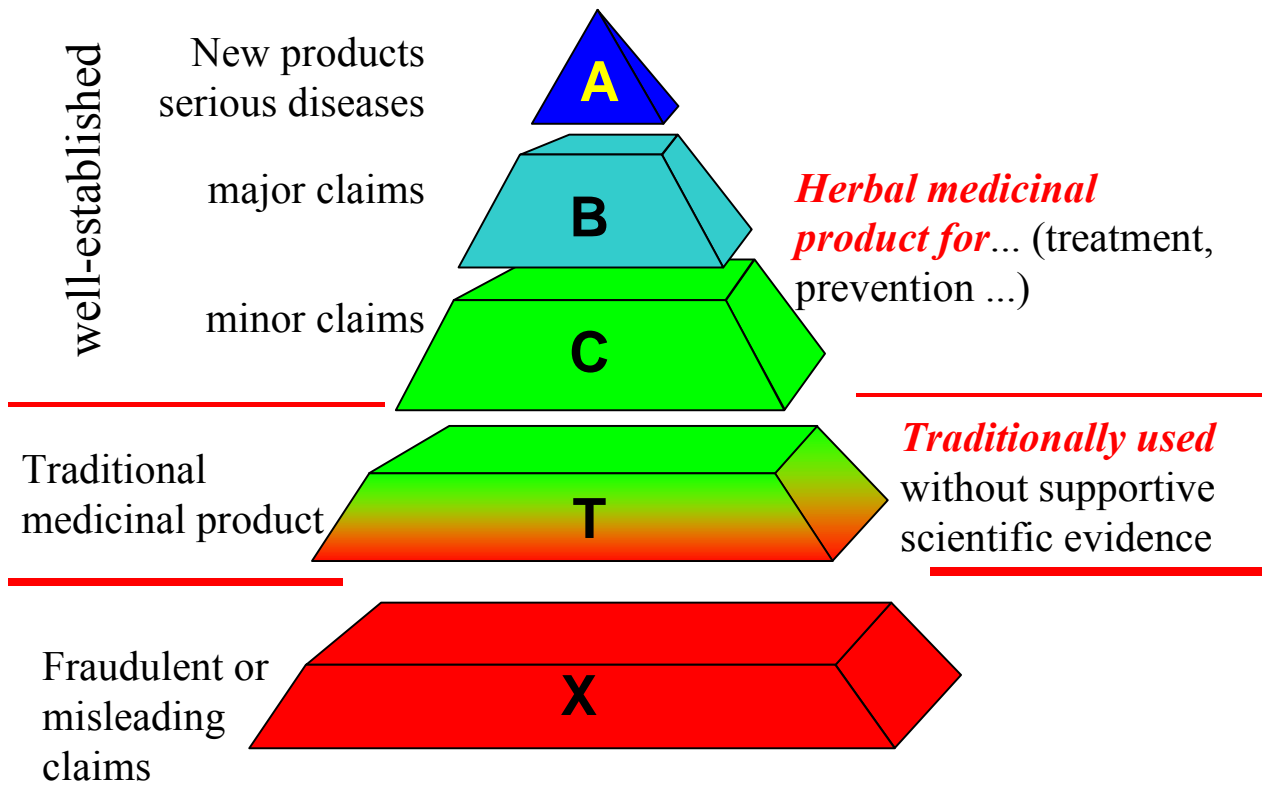 well-established
New products
serious diseases
A
major claims
B
Herbal medicinal
product for... (treatment,
prevention ...)
minor claims
C
Traditional
medicinal product
T
Traditionally used
without supportive
scientific evidence
Fraudulent or
misleading
claims
X